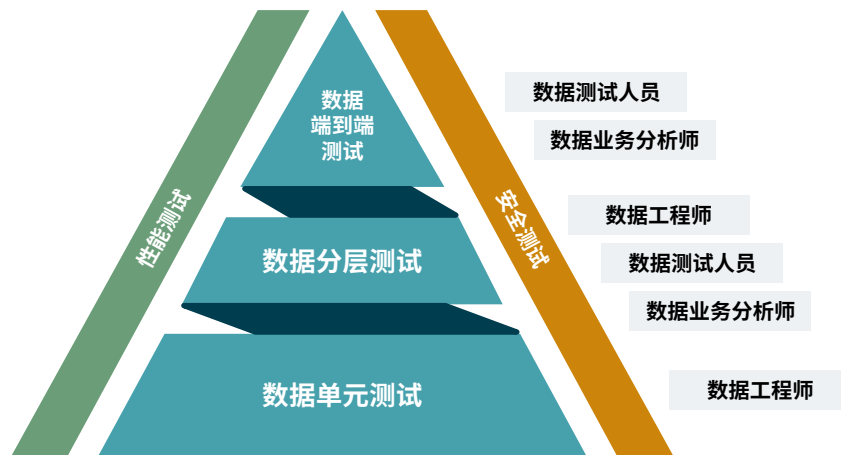 数据
端到端
测试
数据分层测试
数据单元测试
性能测试
安全测试
数据测试人员
数据业务分析师
数据工程师
数据测试人员
数据业务分析师
数据工程师